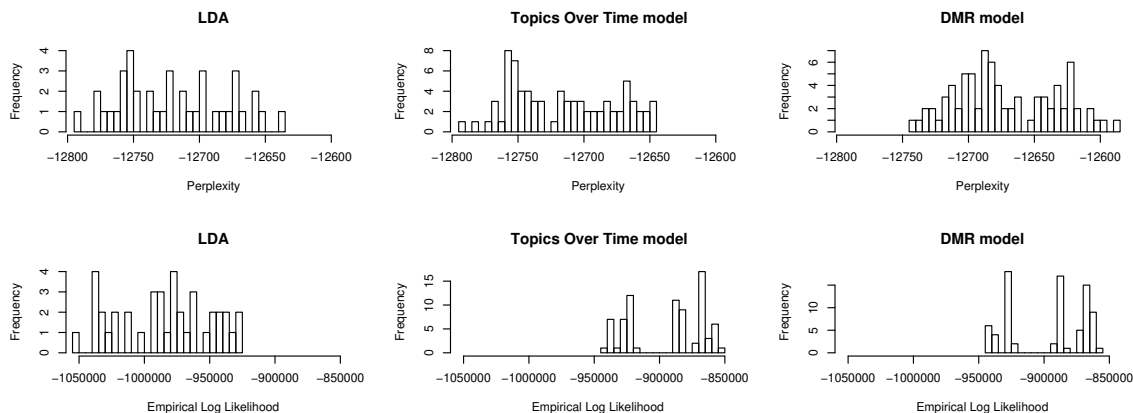 LDA
Frequency
0 1 2 3 4
−12800 −12750 −12700 −12650 −12600
Perplexity
Topics Over Time model
Frequency
0 2 4 6 8
−12800 −12750 −12700 −12650 −12600
Perplexity
DMR model
Frequency
0 2 4 6
−12800 −12750 −12700 −12650 −12600
Perplexity
LDA
Frequency
0 1 2 3 4
−1050000 −1000000 −950000 −900000 −850000
Empirical Log Likelihood
Topics Over Time model
Frequency
0 5 10 15
−1050000 −1000000 −950000 −900000 −850000
Empirical Log Likelihood
DMR model
Frequency
0 5 10
−1050000 −1000000 −950000 −900000 −850000
Empirical Log Likelihood